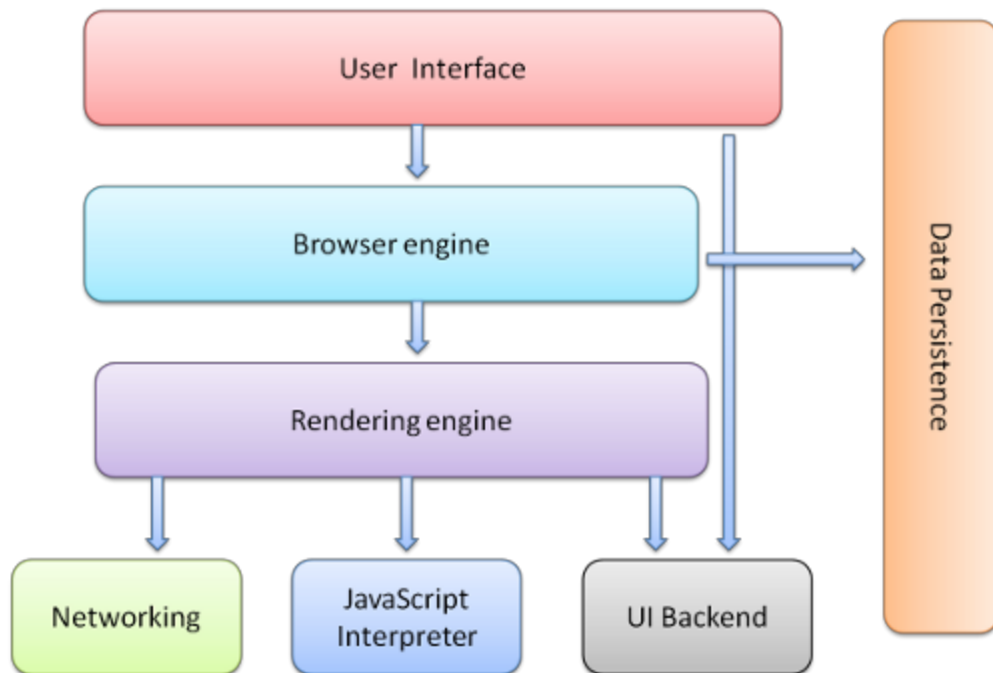 User Interface
Browser engine
Data Persistence
Rendering engine
Networking
JavaScript
Interpreter
UI Backend